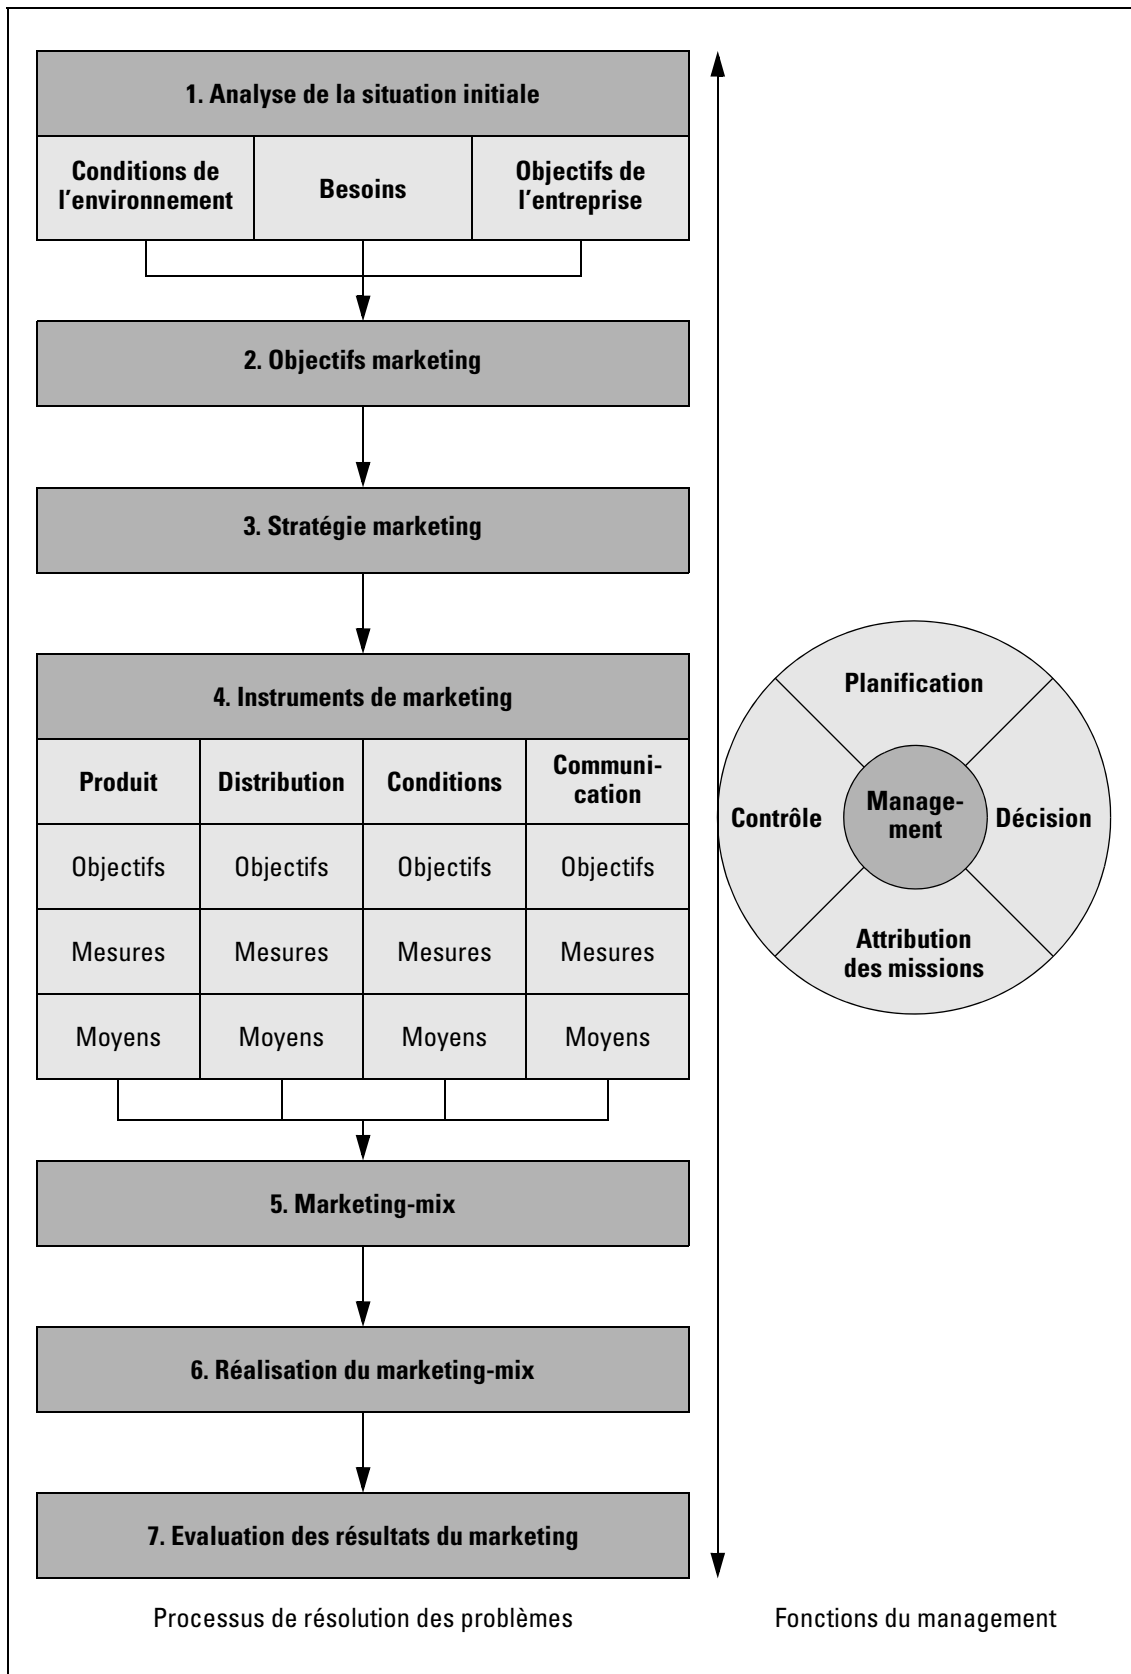 1. Analyse de la situation initiale
Conditions de
l'environnement
Besoins
Objectifs de
l'entreprise
2. Objectifs marketing
3. Stratégie marketing
4. Instruments de marketing
Produit
Distribution
Conditions
Communi-
cation
Objectifs
Objectifs
Objectifs
Objectifs
Mesures
Mesures
Mesures
Mesures
Moyens
Moyens
Moyens
Moyens
5. Marketing-mix
6. Réalisation du marketing-mix
7. Evaluation des résultats du marketing
Processus de résolution des problèmes
Planification
Contrôle
Manage-
ment
Décision
Attribution
des missions
Fonctions du management